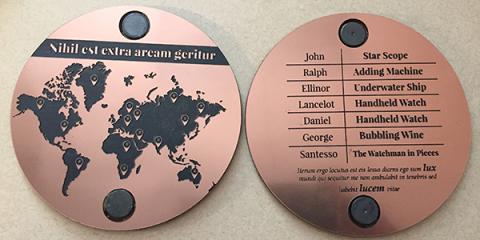 Nihil est extra arcam geritur
John Star Scope
Ralph Adding Machine
Ellinor Underwater Ship
Lancelot Handheld Watch
Daniel Handheld Watch
George Bubbling Wine
Santesso The Watchman in Pieces
iterum ergo locutus est eis Iesus dicens ego sum lux
mundi qui sequitur me non ambulabit in tenebris sed
habebit lucem vitae